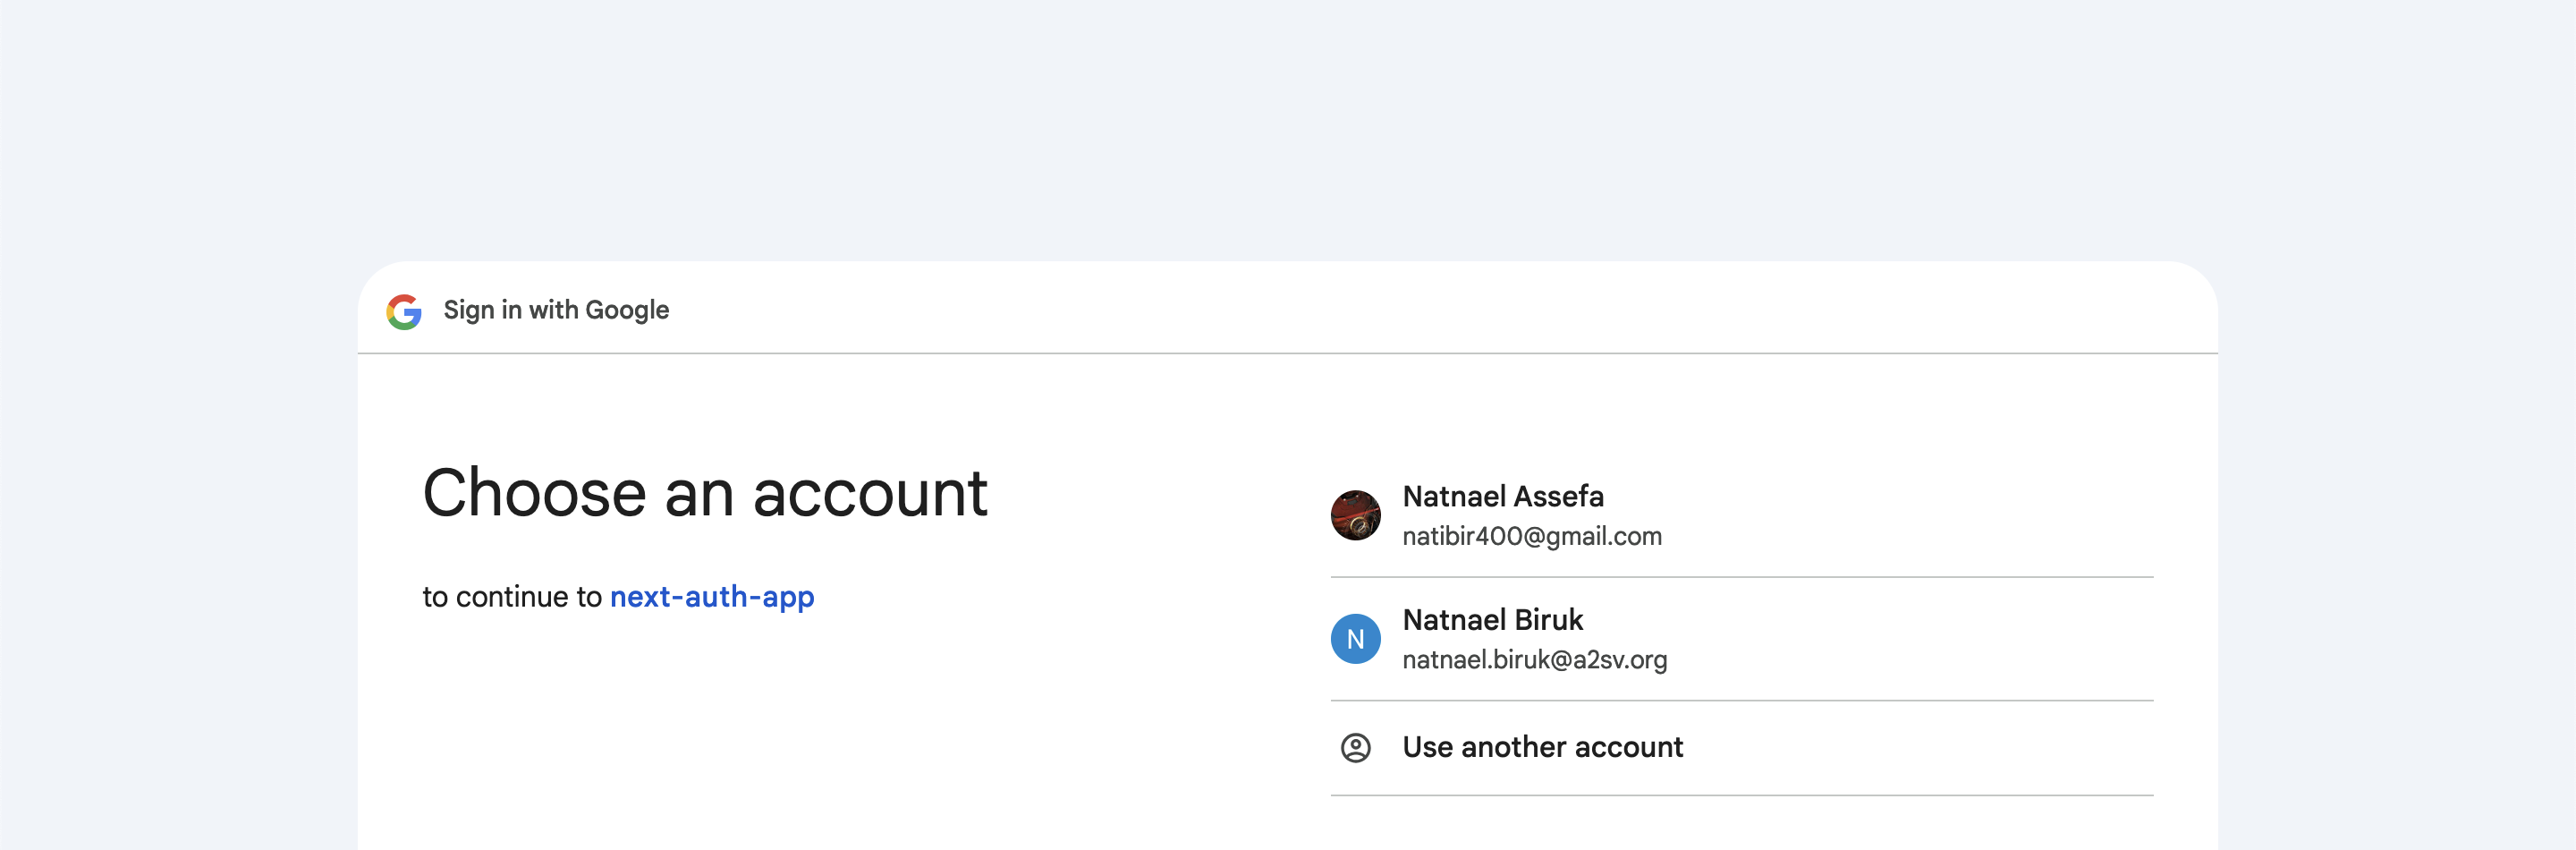 Sign in with Google
Choose an account
to continue to next-auth-app
Natnael Assefa
natibir400@gmail.com
N
Natnael Biruk
natnael.biruk@a2sv.org
Use another account